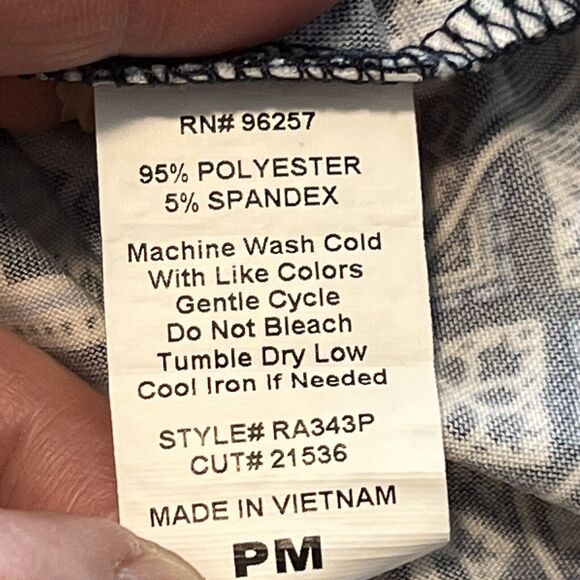 RN# 96257
95% POLYESTER
5% SPANDEX
Machine Wash Cold
With Like Colors
Gentle Cycle
Do Not Bleach
Tumble Dry Low
Cool Iron If Needed
STYLE# RA343P
CUT# 21536
MADE IN VIETNAM
PM